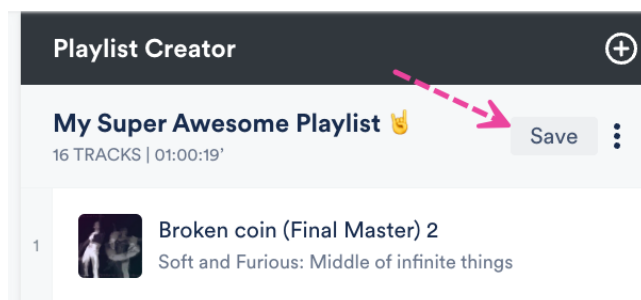 Playlist Creator
My Super Awesome Playlist 🤘
Save
16 TRACKS | 01:00:19’
1
Broken coin (Final Master) 2
Soft and Furious: Middle of infinite things